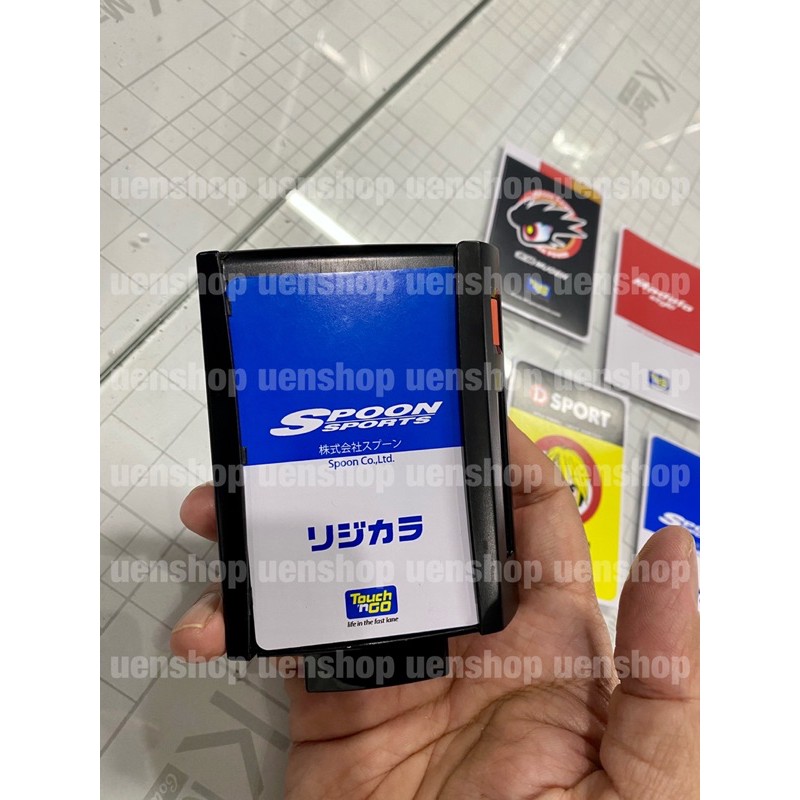 uenshop uenshop uenshop uenshop
uenshop uenshop uenshop uenshop
uenshop uenshop uenshop uenshop
uenshop uenshop uenshop uenshop
uenshop uenshop uenshop uenshop
uenshop uenshop uenshop uenshop
SPOON
SPORTS
株式会社スプーン
Spoon Co.,Ltd.
リジカラ
Touch
'n GO
life in the fast lane
Modulo
D SPORT